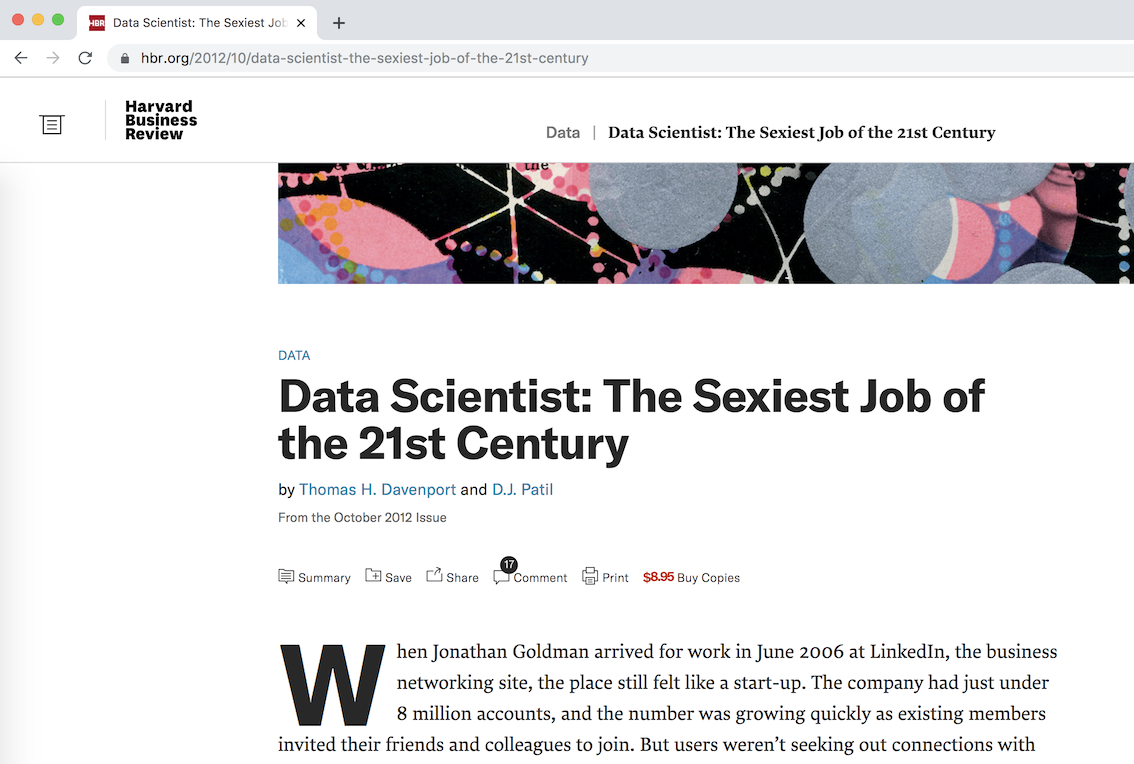 HBR Data Scientist: The Sexiest Job
hbr.org/2012/10/data-scientist-the-sexiest-job-of-the-21st-century
Harvard
Business
Review
Data | Data Scientist: The Sexiest Job of the 21st Century
the
DATA
Data Scientist: The Sexiest Job of
the 21st Century
by Thomas H. Davenport and D.J. Patil
From the October 2012 Issue
17
Summary Save Share Comment Print $8.95 Buy Copies
When Jonathan Goldman arrived for work in June 2006 at LinkedIn, the business
networking site, the place still felt like a start-up. The company had just under
8 million accounts, and the number was growing quickly as existing members
invited their friends and colleagues to join. But users weren’t seeking out connections with